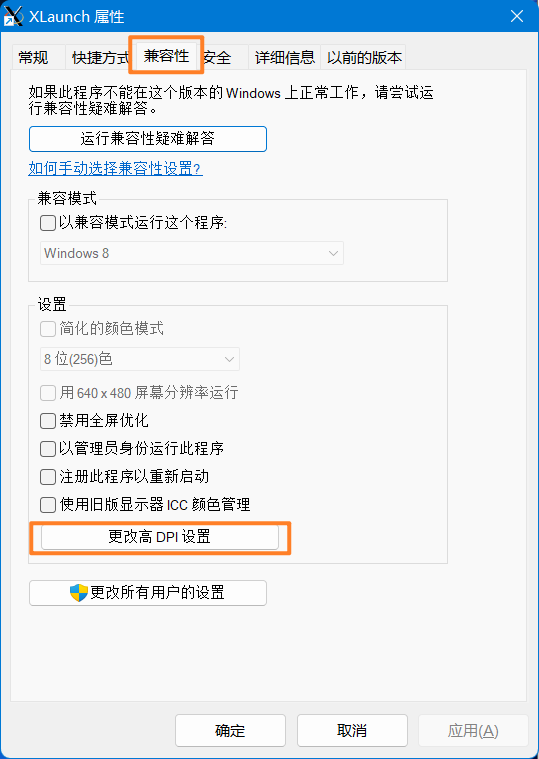 XLaunch 属性
常规 快捷方式 兼容性 安全 详细信息 以前的版本
如果此程序不能在这个版本的 Windows 上正常工作，请尝试运
行兼容性疑难解答。
运行兼容性疑难解答
如何手动选择兼容性设置?
兼容模式
以兼容模式运行这个程序:
Windows 8
设置
简化的颜色模式
8 位(256)色
用 640 x 480 屏幕分辨率运行
禁用全屏优化
以管理员身份运行此程序
注册此程序以重新启动
使用旧版显示器 ICC 颜色管理
更改高 DPI 设置
更改所有用户的设置
确定 取消 应用(A)